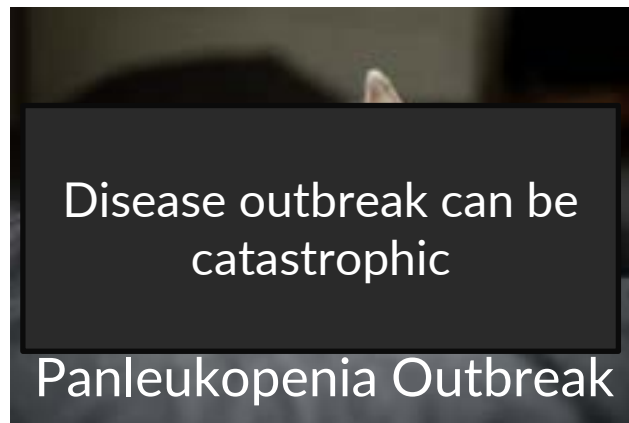 Disease outbreak can be
catastrophic
Panleukopenia Outbreak